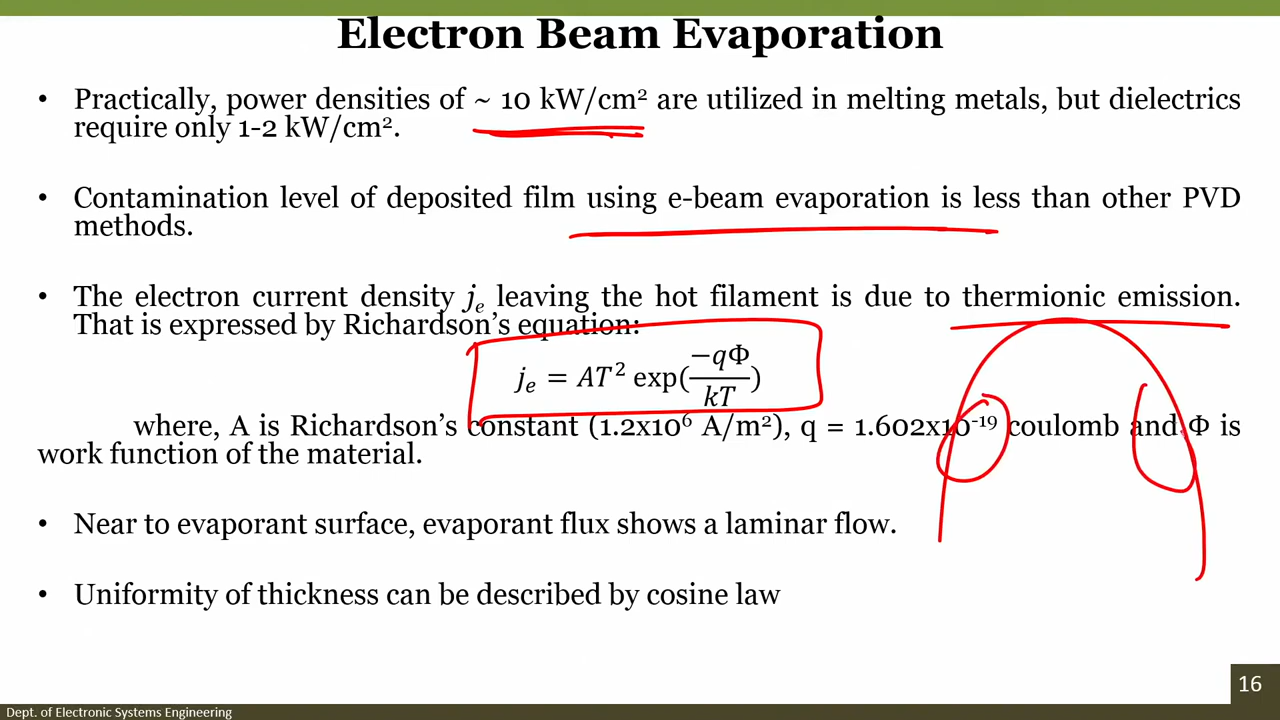 Electron Beam Evaporation
• Practically, power densities of ~ 10 kW/cm² are utilized in melting metals, but dielectrics
require only 1-2 kW/cm².
• Contamination level of deposited film using e-beam evaporation is less than other PVD
methods.
• The electron current density jₑ leaving the hot filament is due to thermionic emission.
That is expressed by Richardson's equation:
jₑ = AT² exp(−qΦ/kT)
where, A is Richardson's constant (1.2x10⁶ A/m²), q = 1.602x10⁻¹⁹ coulomb and Φ is
work function of the material.
• Near to evaporant surface, evaporant flux shows a laminar flow.
• Uniformity of thickness can be described by cosine law
16
Dept. of Electronic Systems Engineering